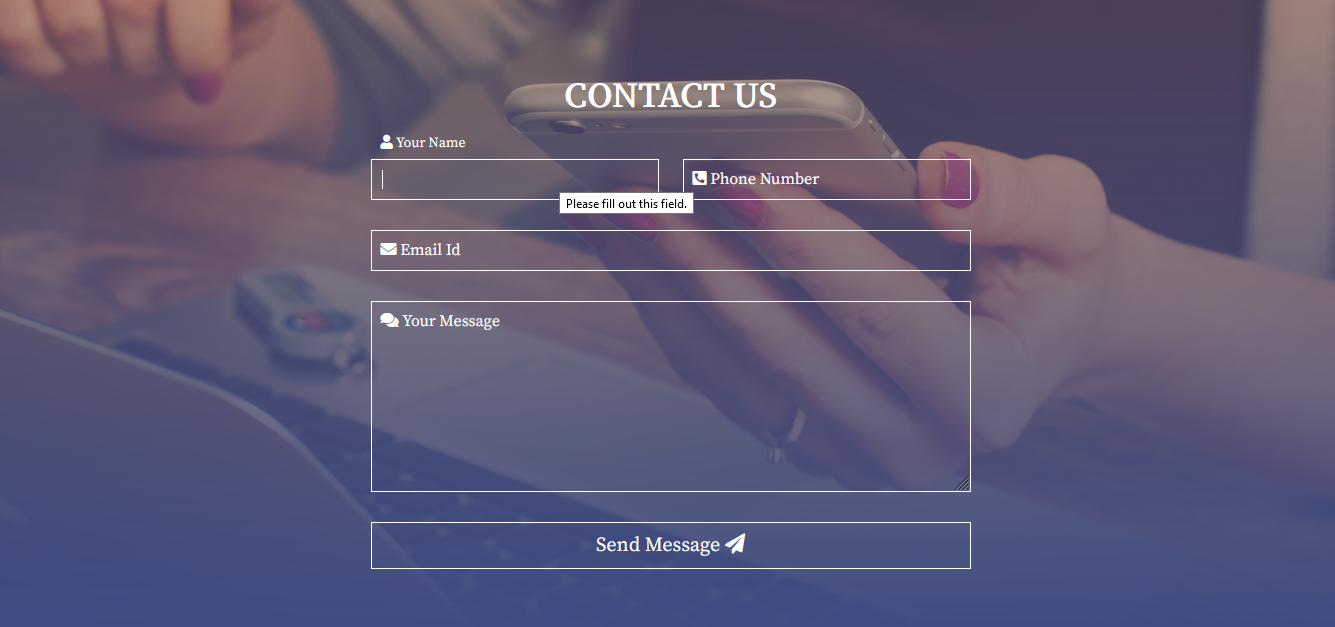 CONTACT US
Your Name
Phone Number
Please fill out this field.
Email Id
Your Message
Send Message